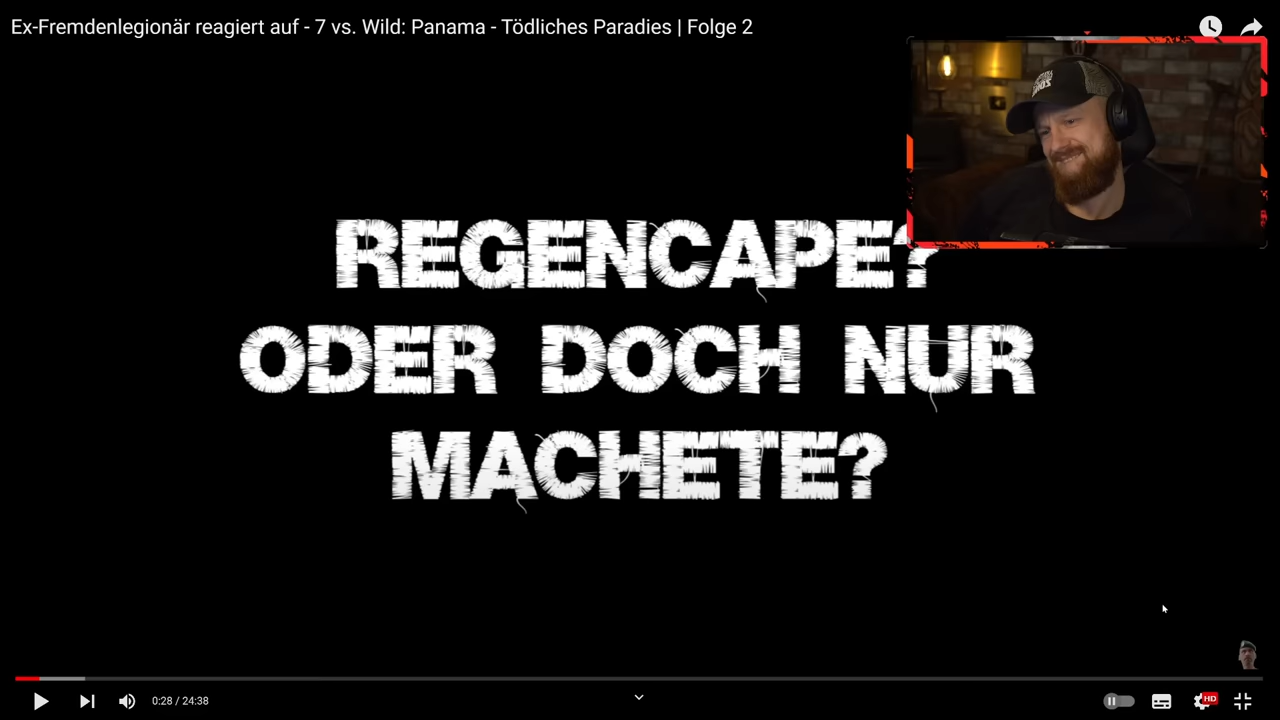 Ex-Fremdenlegionär reagiert auf - 7 vs. Wild: Panama - Tödliches Paradies | Folge 2
REGENCAPE?
ODER DOCH NUR
MACHETE?
0:28 / 24:38
HD